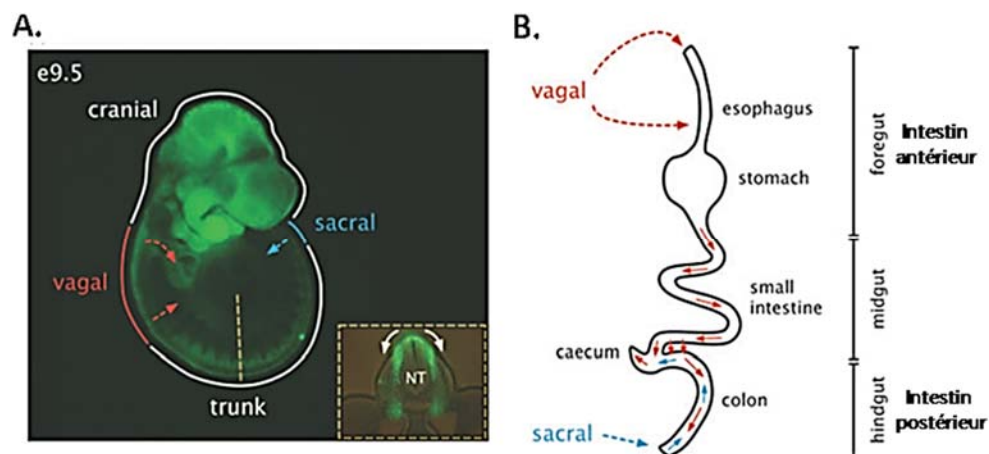 A.
e9.5
cranial
sacral
vagal
trunk
NT
B.
vagal
esophagus
stomach
small
intestine
caecum
colon
sacral
foregut
midgut
hindgut
Intestin
antérieur
Intestin
postérieur